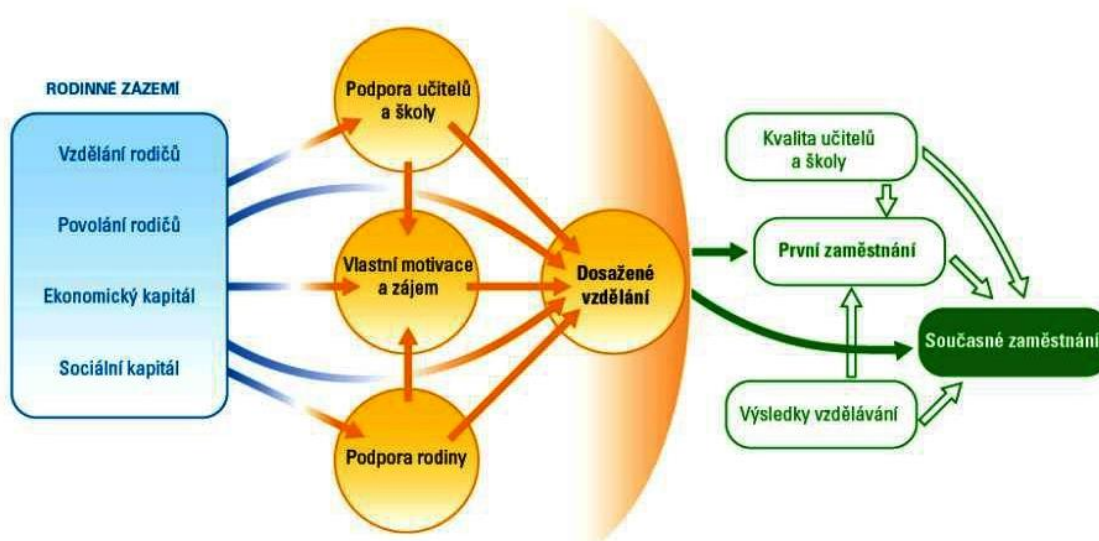 RODINNÉ ZÁZEMÍ
Vzdělání rodičů
Povolání rodičů
Ekonomický kapitál
Sociální kapitál
Podpora učitelů
a školy
Vlastní motivace
a zájem
Podpora rodiny
Dosažené
vzdělání
Kvalita učitelů
a školy
První zaměstnání
Současné zaměstnání
Výsledky vzdělávání